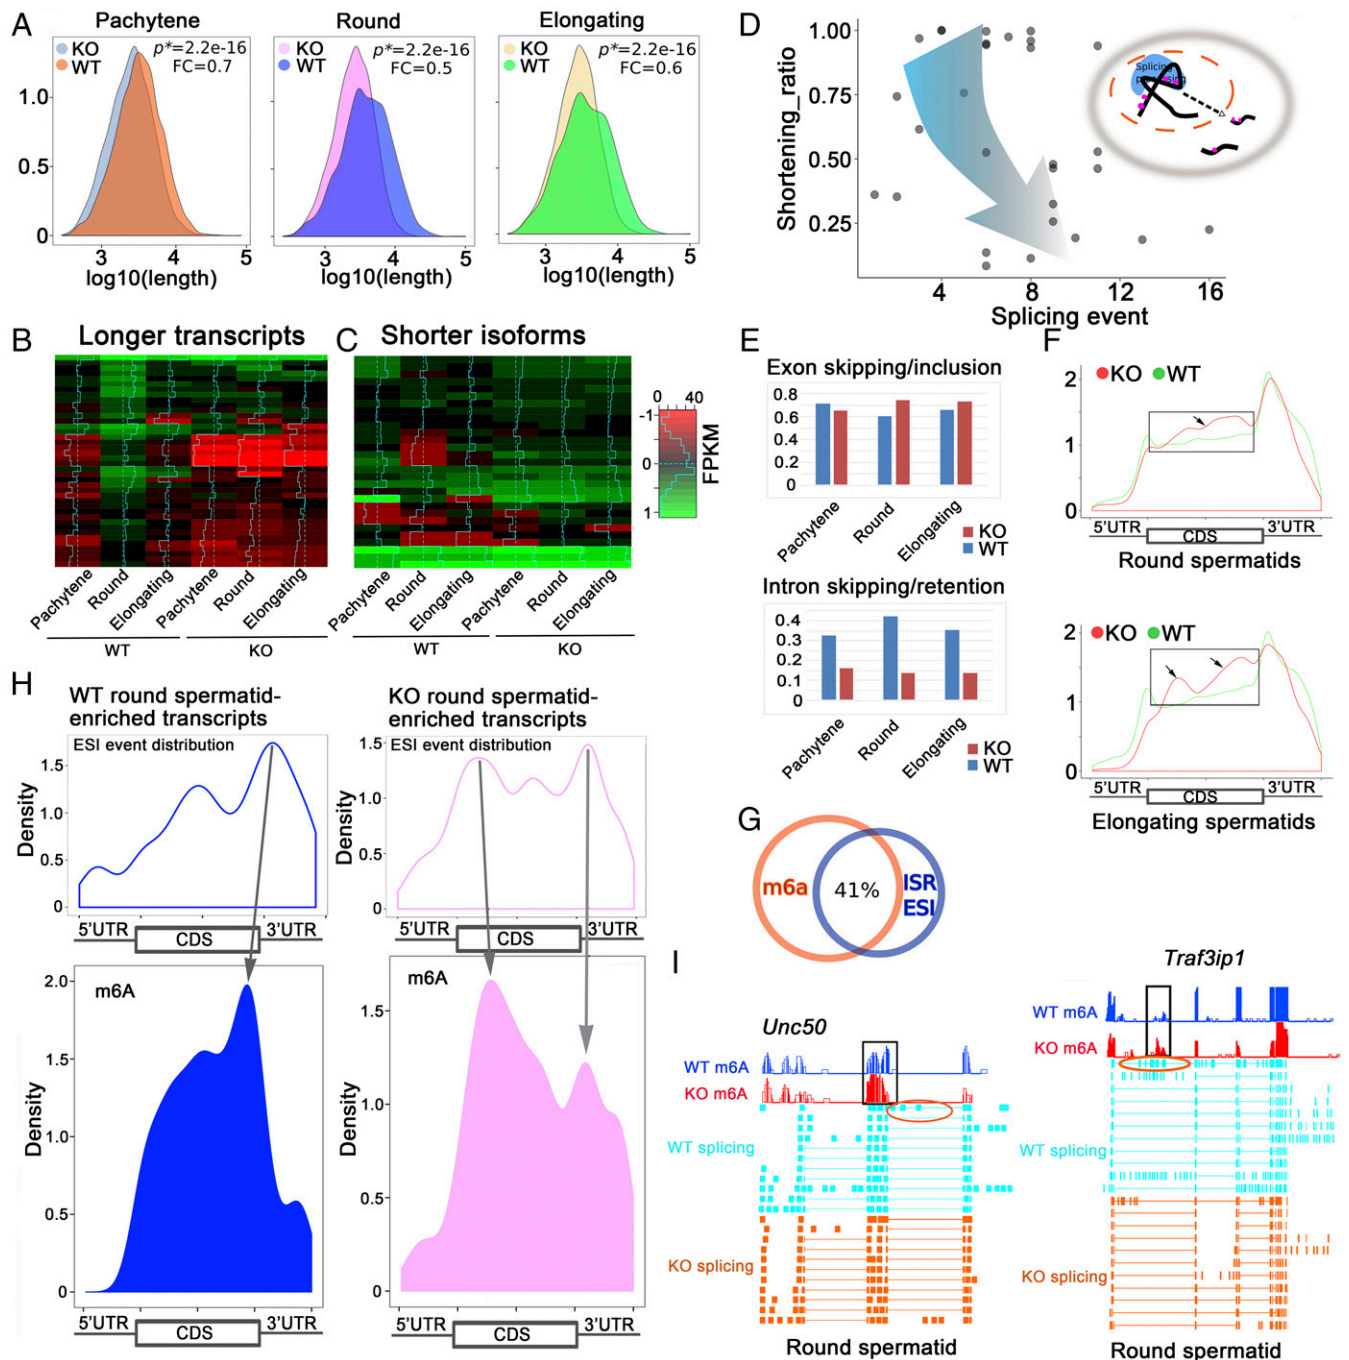 A
Pachytene
Round
Elongating
KO
WT
p*=2.2e-16
FC=0.7
KO
WT
p*=2.2e-16
FC=0.5
KO
WT
p*=2.2e-16
FC=0.6
1.0
0.5
0
3 4 5
3 4 5
3 4 5
log10(length)
log10(length)
log10(length)
D
Shortening_ratio
1.00
0.75
0.50
0.25
4 8 12 16
Splicing event
Splicing
processing
B
Longer transcripts
Pachytene
Round
Elongating
Pachytene
Round
Elongating
WT
KO
C
Shorter isoforms
Pachytene
Round
Elongating
Pachytene
Round
Elongating
WT
KO
0 40
-1
0
1
FPKM
E
Exon skipping/inclusion
0.8
0.6
0.4
0.2
0
Pachytene
Round
Elongating
KO
WT
Intron skipping/retention
0.4
0.3
0.2
0.1
0
Pachytene
Round
Elongating
KO
WT
F
KO WT
2
1
0
5'UTR
CDS
3'UTR
Round spermatids
KO WT
2
1
0
5'UTR
CDS
3'UTR
Elongating spermatids
G
m6a
41%
ISR
ESI
H
WT round spermatid-
enriched transcripts
ESI event distribution
Density
1.5
1.0
0.5
0
5'UTR
CDS
3'UTR
m6A
Density
2.0
1.5
1.0
0.5
0
5'UTR
CDS
3'UTR
KO round spermatid-
enriched transcripts
ESI event distribution
Density
1.5
1.0
0.5
0
5'UTR
CDS
3'UTR
m6A
Density
1.5
1.0
0.5
0
5'UTR
CDS
3'UTR
I
Unc50
WT m6A
KO m6A
WT splicing
KO splicing
Round spermatid
Traf3ip1
WT m6A
KO m6A
WT splicing
KO splicing
Round spermatid